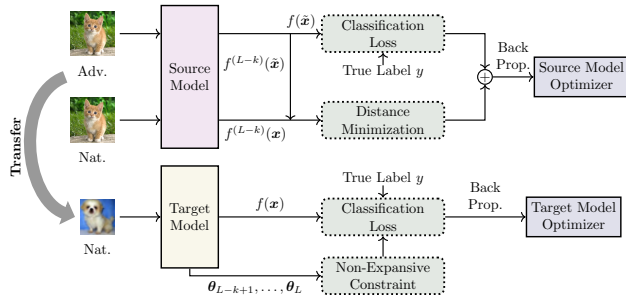 f(x̃)
Classification
Loss
Back
Prop.
f^{(L−k)}(x̃)
Source
Model
Source Model
Optimizer
Adv.
True Label y
Distance
Minimization
f^{(L−k)}(x)
Nat.
Transfer
True Label y
Back
Prop.
Target
Model
f(x)
Classification
Loss
Target Model
Optimizer
Nat.
Non-Expansive
Constraint
θ_{L−k+1}, . . . , θ_L